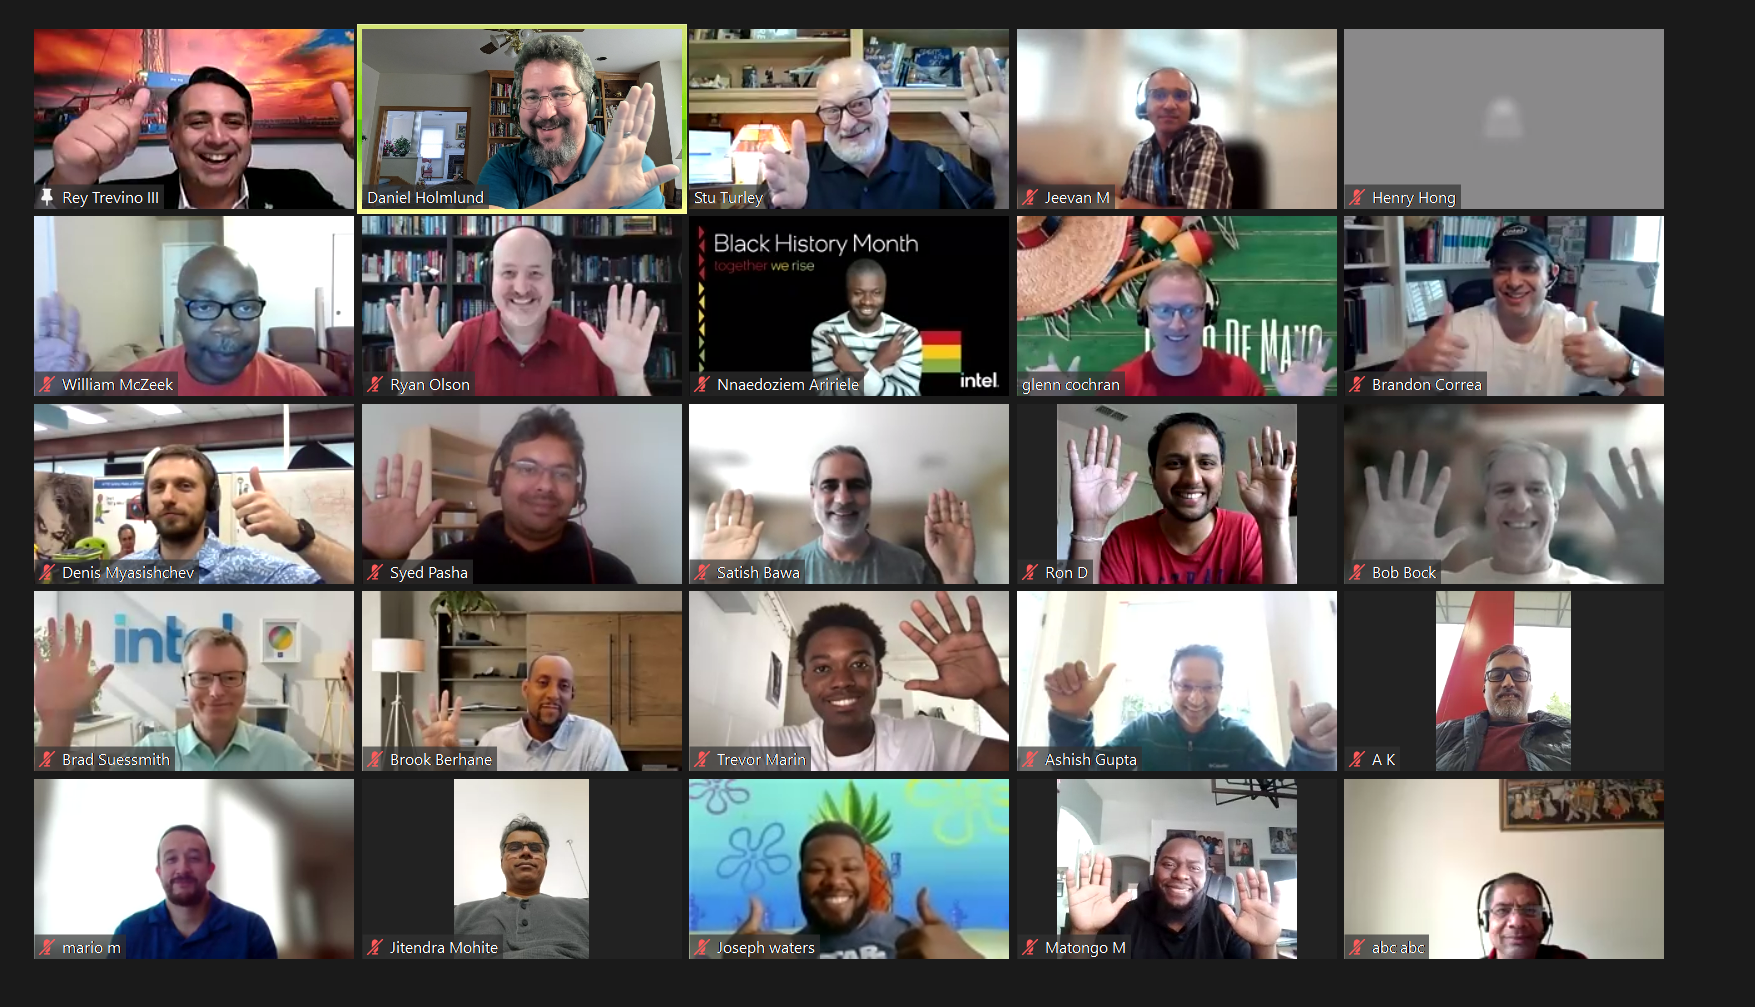 Rey Trevino III
Daniel Holmlund
Stu Turley
Jeevan M
Henry Hong
William McZeek
Ryan Olson
Black History Month
together we rise
intel.
Nnaedoziem Aririele
DE MAYO
glenn cochran
Brandon Correa
Denis Myasishchev
Syed Pasha
Satish Bawa
Ron D
Bob Bock
intel
Brad Suessmith
Brook Berhane
Trevor Marin
Ashish Gupta
A K
mario m
Jitendra Mohite
Joseph waters
Matongo M
abc abc